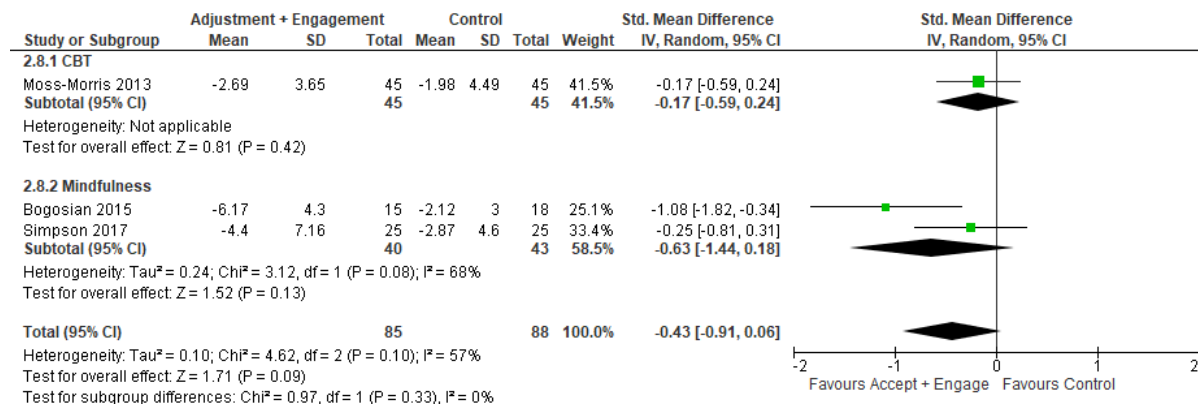 Adjustment + Engagement Control Std. Mean Difference Std. Mean Difference
Study or Subgroup Mean SD Total Mean SD Total Weight IV, Random, 95% CI IV, Random, 95% CI
2.8.1 CBT
Moss-Morris 2013 -2.69 3.65 45 -1.98 4.49 45 41.5% -0.17 [-0.59, 0.24]
Subtotal (95% CI) 45 45 41.5% -0.17 [-0.59, 0.24]
Heterogeneity: Not applicable
Test for overall effect: Z = 0.81 (P = 0.42)
2.8.2 Mindfulness
Bogosian 2015 -6.17 4.3 15 -2.12 3 18 25.1% -1.08 [-1.82, -0.34]
Simpson 2017 -4.4 7.16 25 -2.87 4.6 25 33.4% -0.25 [-0.81, 0.31]
Subtotal (95% CI) 40 43 58.5% -0.63 [-1.44, 0.18]
Heterogeneity: Tau² = 0.24; Chi² = 3.12, df = 1 (P = 0.08); I² = 68%
Test for overall effect: Z = 1.52 (P = 0.13)
Total (95% CI) 85 88 100.0% -0.43 [-0.91, 0.06]
Heterogeneity: Tau² = 0.10; Chi² = 4.62, df = 2 (P = 0.10); I² = 57%
Test for overall effect: Z = 1.71 (P = 0.09)
Test for subgroup differences: Chi² = 0.97, df = 1 (P = 0.33), I² = 0%
-2 -1 0 1 2
Favours Accept + Engage Favours Control